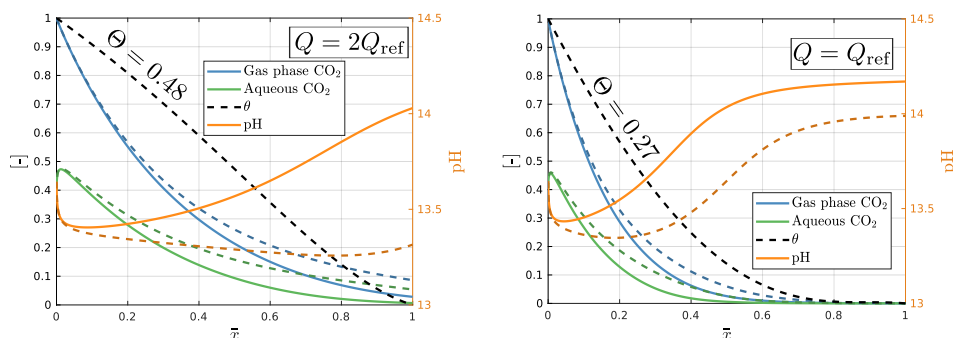 Q = 2Q_ref
Θ = 0.48
Gas phase CO₂
Aqueous CO₂
θ
pH
[-]
1
0.9
0.8
0.7
0.6
0.5
0.4
0.3
0.2
0.1
0
0 0.2 0.4 0.6 0.8 1
x̄
14.5
14
13.5
13
pH
Q = Q_ref
Θ = 0.27
Gas phase CO₂
Aqueous CO₂
θ
pH
[-]
1
0.9
0.8
0.7
0.6
0.5
0.4
0.3
0.2
0.1
0
0 0.2 0.4 0.6 0.8 1
x̄
14.5
14
13.5
13
pH